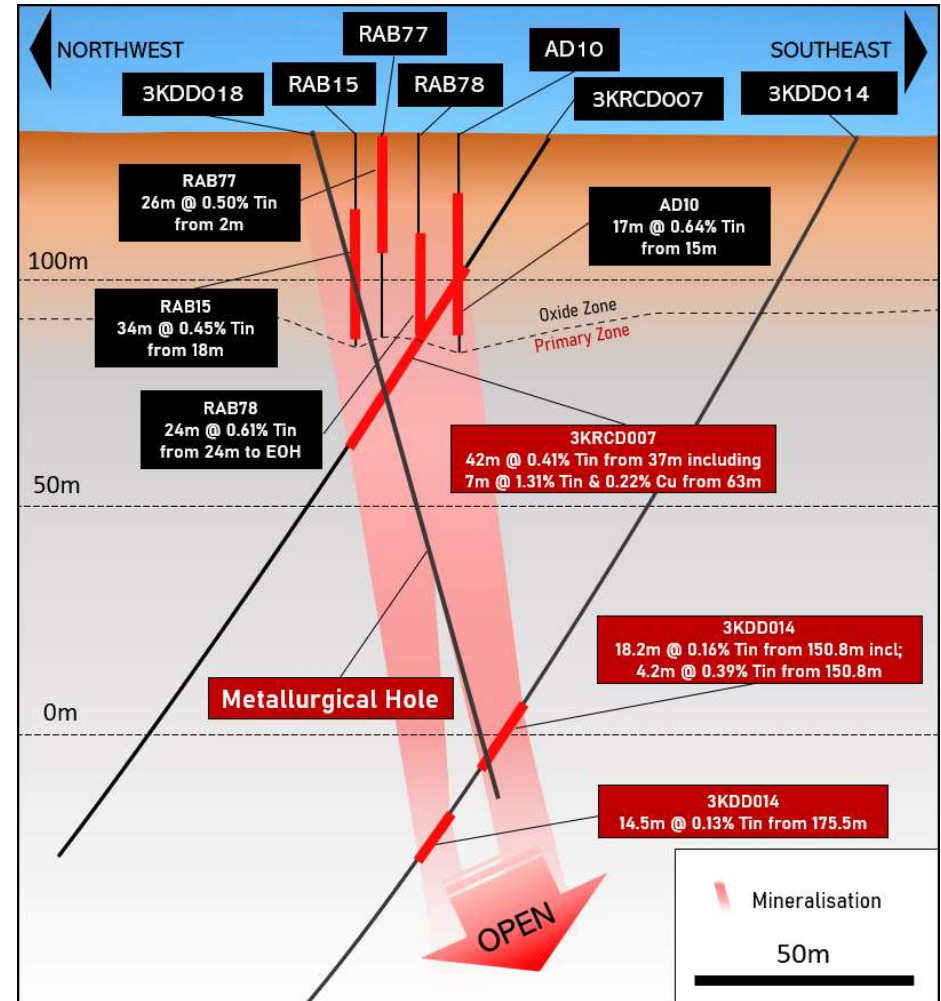 NORTHWEST
RAB77
AD10
SOUTHEAST
3KDD018
RAB15
RAB78
3KRCD007
3KDD014
RAB77
26m @ 0.50% Tin
from 2m
AD10
17m @ 0.64% Tin
from 15m
100m
RAB15
34m @ 0.45% Tin
from 18m
Oxide Zone
Primary Zone
RAB78
24m @ 0.61% Tin
from 24m to EOH
3KRCD007
42m @ 0.41% Tin from 37m including
7m @ 1.31% Tin & 0.22% Cu from 63m
50m
3KDD014
18.2m @ 0.16% Tin from 150.8m incl;
4.2m @ 0.39% Tin from 150.8m
Metallurgical Hole
0m
3KDD014
14.5m @ 0.13% Tin from 175.5m
OPEN
Mineralisation
50m